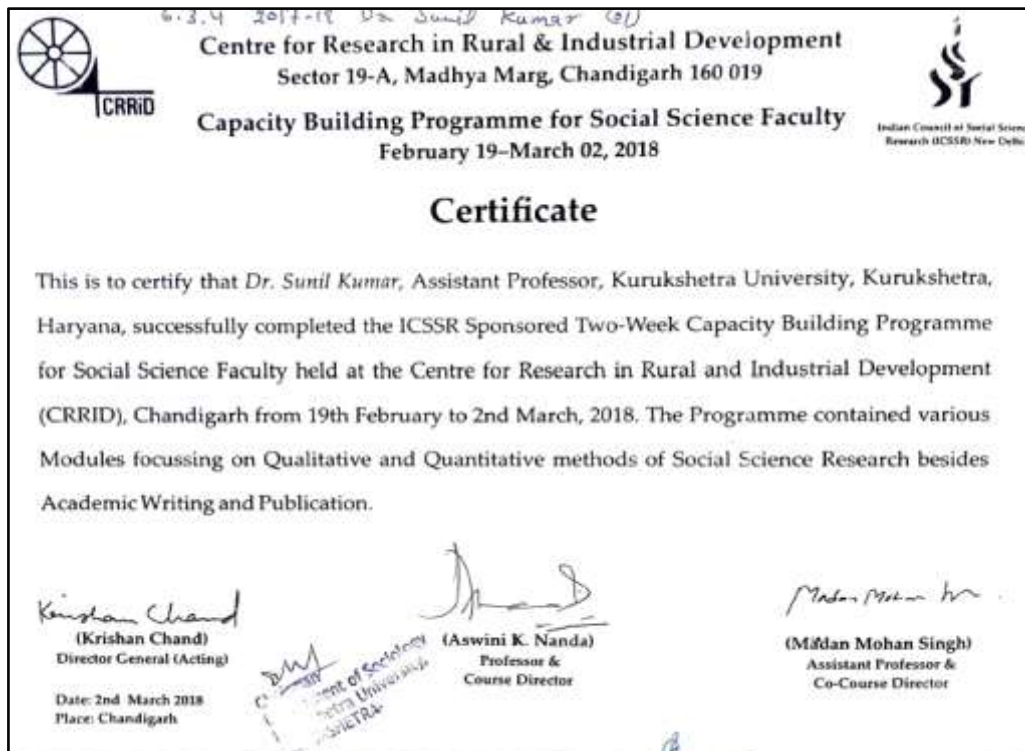 6.3.4 2017-18 Dr Sunil Kumar
Centre for Research in Rural & Industrial Development
Sector 19-A, Madhya Marg, Chandigarh 160 019
CRRID
Capacity Building Programme for Social Science Faculty
February 19–March 02, 2018
Indian Council of Social Scienc
Research (ICSSR) New Delhi
Certificate
This is to certify that Dr. Sunil Kumar, Assistant Professor, Kurukshetra University, Kurukshetra,
Haryana, successfully completed the ICSSR Sponsored Two-Week Capacity Building Programme
for Social Science Faculty held at the Centre for Research in Rural and Industrial Development
(CRRID), Chandigarh from 19th February to 2nd March, 2018. The Programme contained various
Modules focussing on Qualitative and Quantitative methods of Social Science Research besides
Academic Writing and Publication.
Krishan Chand
(Krishan Chand)
Director General (Acting)
Date: 2nd March 2018
Place: Chandigarh
ent of Sociology
etra University
(Aswini K. Nanda)
Professor &
Course Director
Madan Mohan
(Madan Mohan Singh)
Assistant Professor &
Co-Course Director